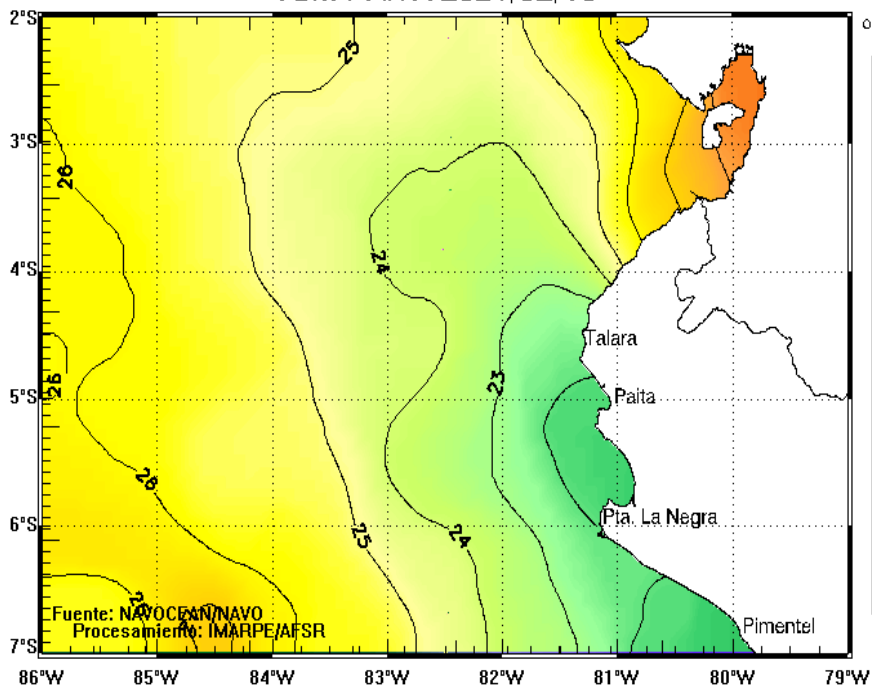 2°S
25
3°S
26
24
4°S
Talara
26
23
5°S
Paita
26
6°S
Pta. La Negra
25
24
Fuente: NAVOCEAN/NAVO
Procesamiento: IMARPE/AFSR
Pimentel
7°S
86°W 85°W 84°W 83°W 82°W 81°W 80°W 79°W